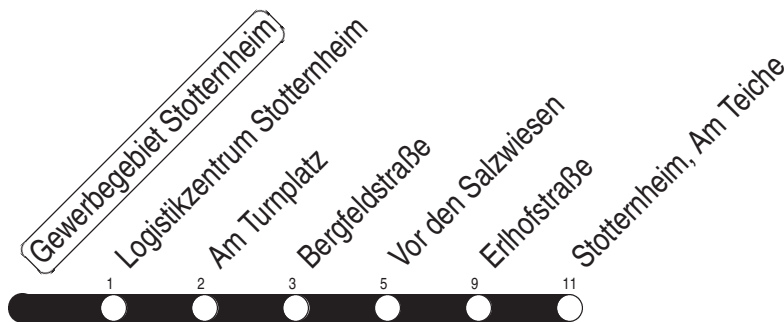 Gewerbegebiet Stotternheim
Logistikzentrum Stotternheim
Am Turnplatz
Bergfeldstraße
Vor den Salzwiesen
Erlhofstraße
Stotternheim, Am Teiche
1 2 3 5 9 11